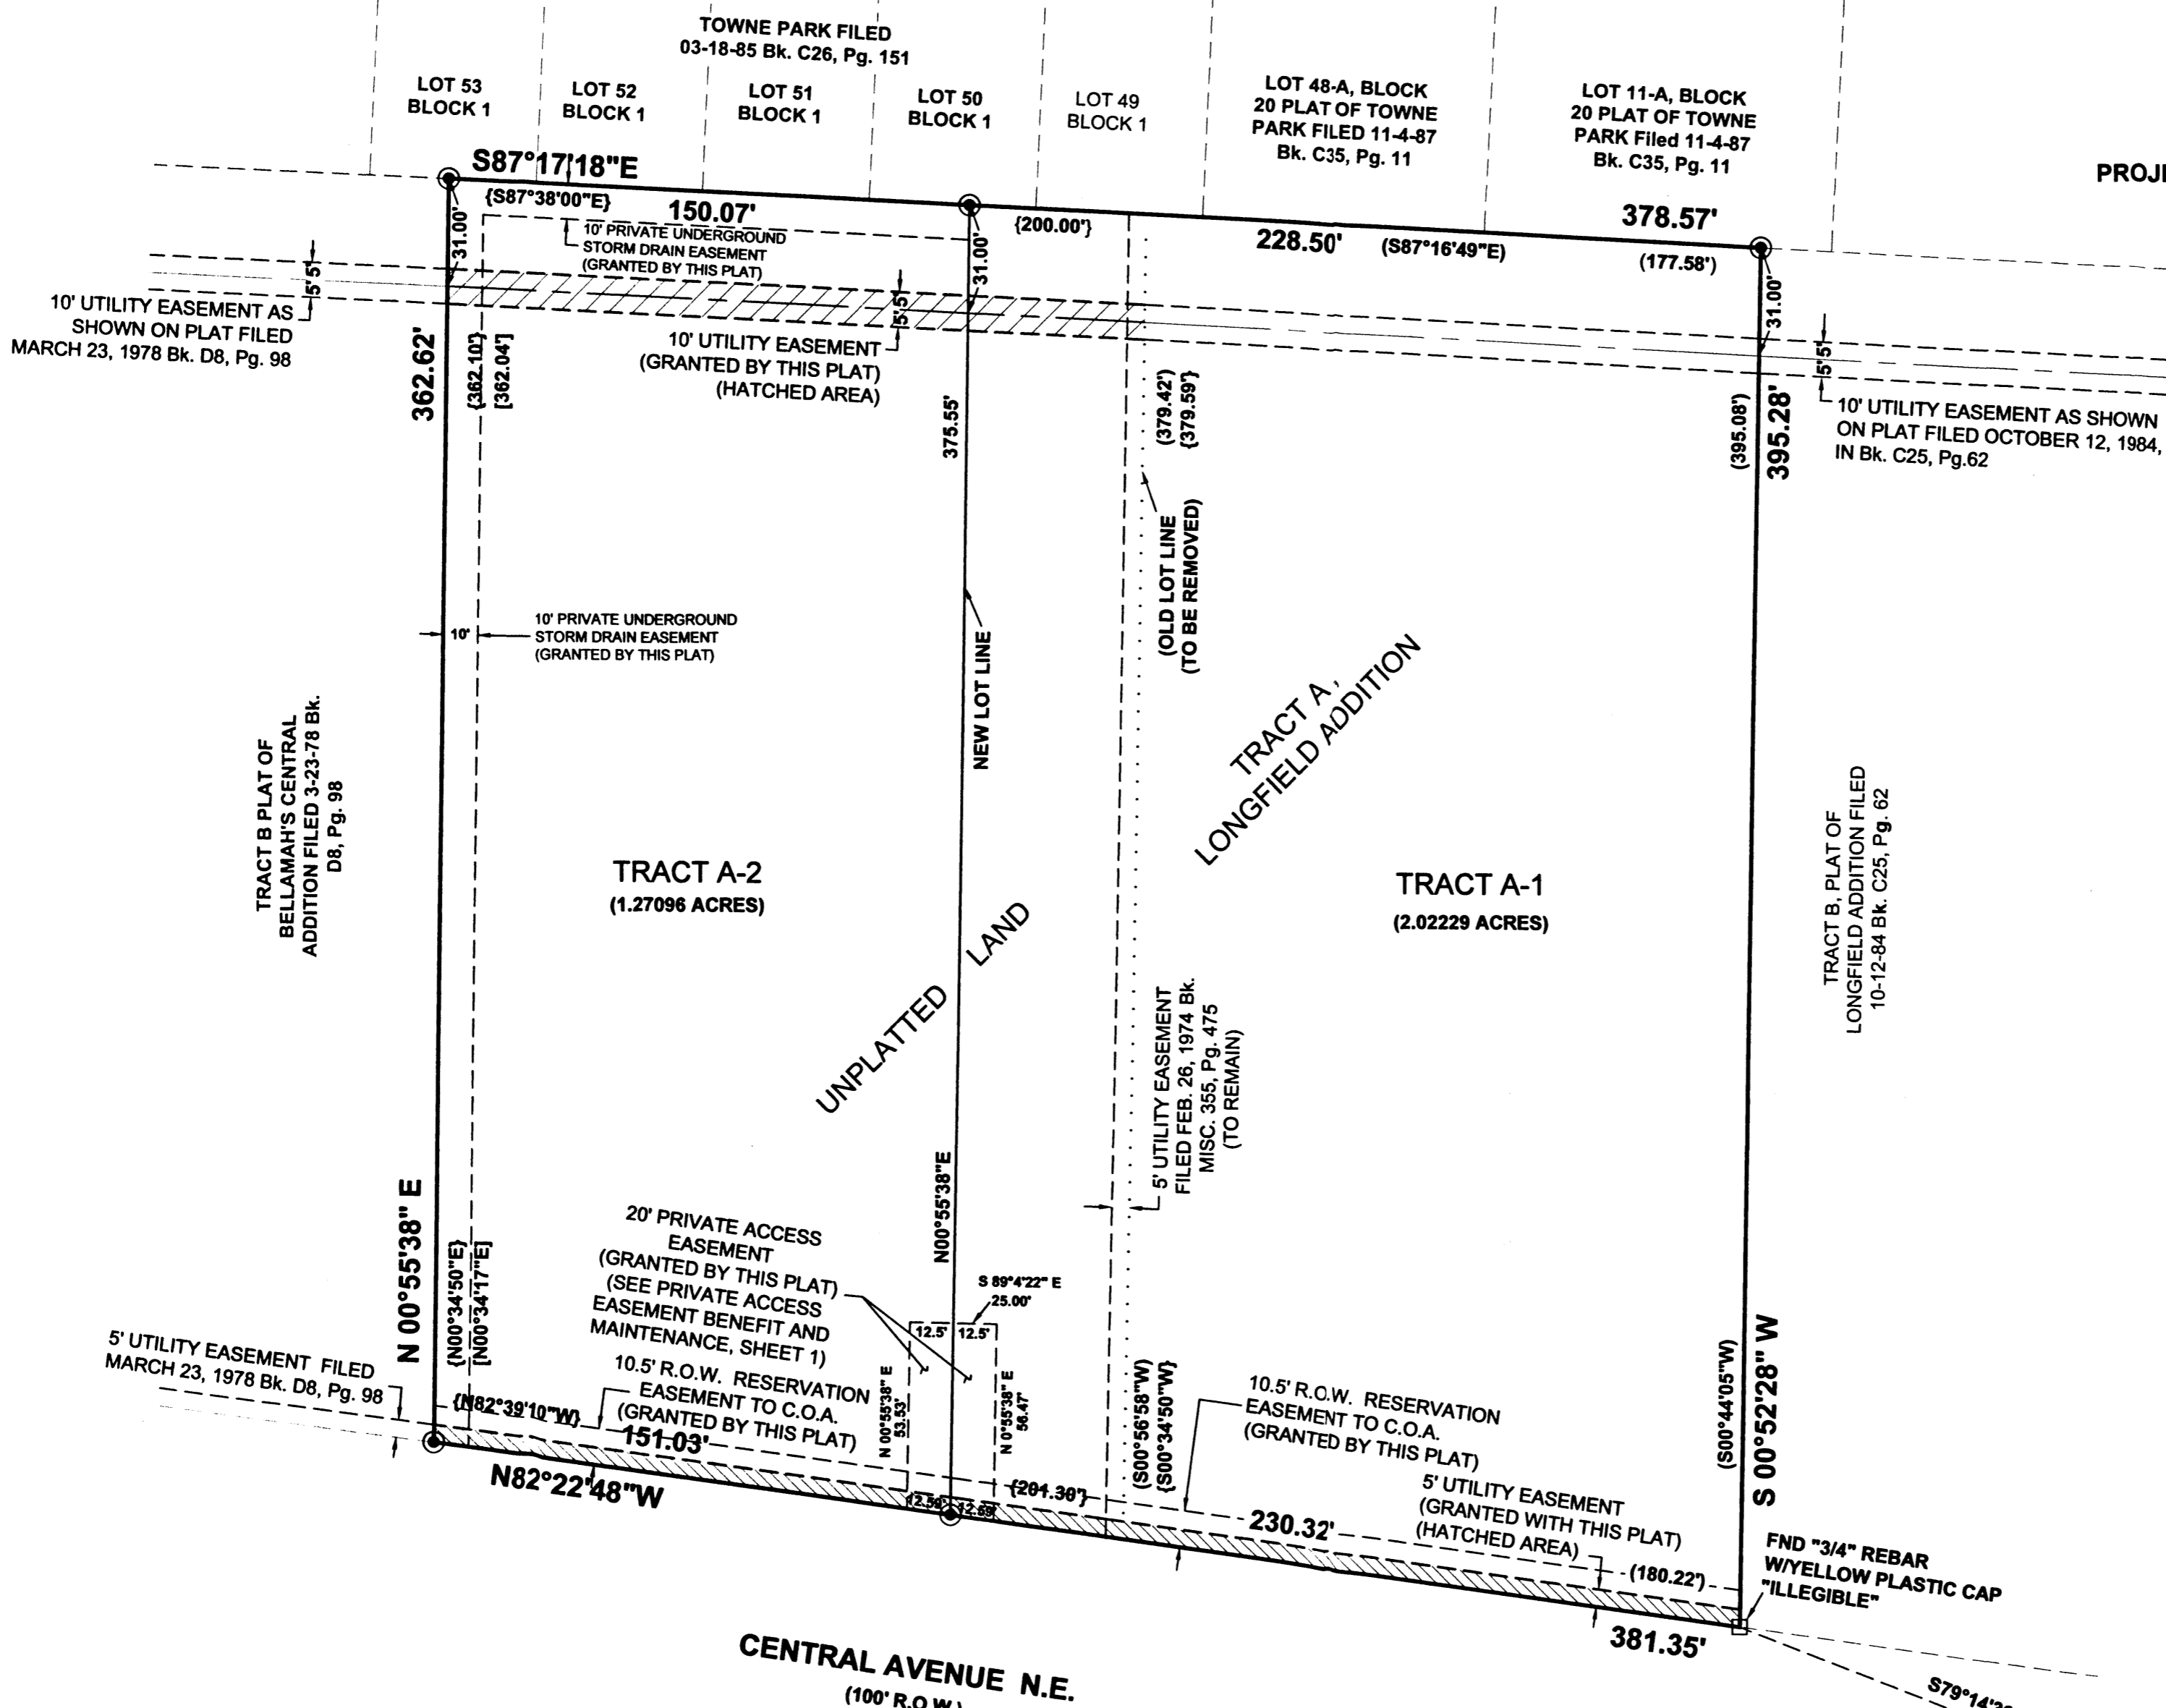 TOWNE PARK FILED
03-18-85 Bk. C26, Pg. 151
LOT 53
BLOCK 1
LOT 52
BLOCK 1
LOT 51
BLOCK 1
LOT 50
BLOCK 1
LOT 49
BLOCK 1
LOT 48-A, BLOCK
20 PLAT OF TOWNE
PARK FILED 11-4-87
Bk. C35, Pg. 11
LOT 11-A, BLOCK
20 PLAT OF TOWNE
PARK Filed 11-4-87
Bk. C35, Pg. 11
S87°17'18"E
{S87°38'00"E}
150.07'
{200.00'}
228.50'
(S87°16'49"E)
378.57'
(177.58')
31.00'
31.00'
31.00'
10' PRIVATE UNDERGROUND
STORM DRAIN EASEMENT
(GRANTED BY THIS PLAT)
5' 5'
5' 5'
5' 5'
10' UTILITY EASEMENT AS
SHOWN ON PLAT FILED
MARCH 23, 1978 Bk. D8, Pg. 98
10' UTILITY EASEMENT
(GRANTED BY THIS PLAT)
(HATCHED AREA)
10' UTILITY EASEMENT AS SHOWN
ON PLAT FILED OCTOBER 12, 1984,
IN Bk. C25, Pg.62
362.62'
{362.10'}
[362.04']
375.55'
(379.42')
{379.59'}
(395.08')
395.28'
(OLD LOT LINE
(TO BE REMOVED)
10'
10' PRIVATE UNDERGROUND
STORM DRAIN EASEMENT
(GRANTED BY THIS PLAT)
NEW LOT LINE
TRACT A,
LONGFIELD ADDITION
TRACT B PLAT OF
BELLAMAH'S CENTRAL
ADDITION FILED 3-23-78 Bk.
D8, Pg. 98
TRACT A-2
(1.27096 ACRES)
TRACT A-1
(2.02229 ACRES)
TRACT B, PLAT OF
LONGFIELD ADDITION FILED
10-12-84 Bk. C25, Pg. 62
UNPLATTED LAND
5' UTILITY EASEMENT
FILED FEB. 26, 1974 Bk.
MISC. 355, Pg. 475
(TO REMAIN)
N 00°55'38" E
{N00°34'50"E}
[N00°34'17"E]
N00°55'38"E
20' PRIVATE ACCESS
EASEMENT
(GRANTED BY THIS PLAT)
(SEE PRIVATE ACCESS
EASEMENT BENEFIT AND
MAINTENANCE, SHEET 1)
S 89°4'22" E
25.00'
12.5' 12.5'
N 00°55'38" E
53.53'
N 0°55'38" E
56.47'
(S00°56'58"W)
{S00°34'50"W}
(S00°44'05"W)
S 00°52'28" W
5' UTILITY EASEMENT FILED
MARCH 23, 1978 Bk. D8, Pg. 98
10.5' R.O.W. RESERVATION
EASEMENT TO C.O.A.
(GRANTED BY THIS PLAT)
10.5' R.O.W. RESERVATION
EASEMENT TO C.O.A.
(GRANTED BY THIS PLAT)
5' UTILITY EASEMENT
(GRANTED WITH THIS PLAT)
(HATCHED AREA)
{N82°39'10"W}
151.03'
N82°22'48"W
{201.30'}
230.32'
(180.22')
381.35'
FND "3/4" REBAR
W/YELLOW PLASTIC CAP
"ILLEGIBLE"
CENTRAL AVENUE N.E.
(100' R.O.W.)